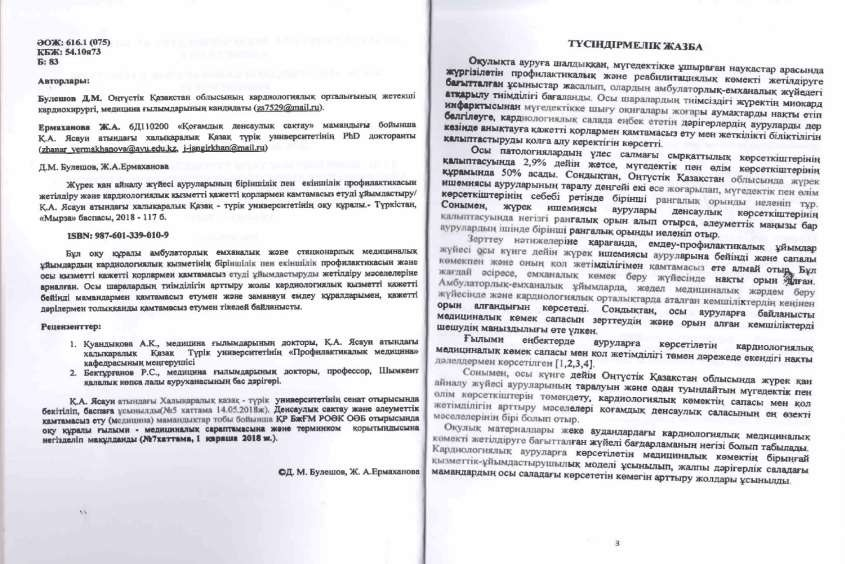 ӘОЖ: 616.1 (075)
КБЖ: 54.10я73
Б: 83
Авторлары:
Булешов Д.М. Оңтүстік Қазақстан облысының кардиологиялық орталығының жетекші
кардиохирургі, медицина ғылымдарының кандидаты (zs7529@mail.ru).
Ермаханова Ж.А. 6Д110200 «Қоғамдық денсаулық сақтау» мамандығы бойынша
Қ.А. Ясауи атындағы халықаралық Қазақ түрік университетінің PhD докторанты
(zhanar_yermakhanova@ayu.edu.kz, j-jangirkhan@mail.ru)
Д.М. Булешов, Ж.А.Ермаханова
Жүрек қан айналу жүйесі ауруларының біріншілік пен екіншілік профилактикасын
жетілдіру және кардиологиялық қызметті қажетті қорлармен қамтамасыз етуді ұйымдастыру/
Қ.А. Ясауи атындағы халықаралық Қазақ - түрік университетінің оқу құралы.- Түркістан,
«Мырза» баспасы, 2018 - 117 б.
ISBN: 987-601-339-010-9
Бұл оқу құралы амбулаторлық емханалық және стационарлық медициналық
ұйымдардың кардиологиялық қызметінің біріншілік пен екіншілік профилактикасын және
осы қызметті қажетті қорлармен қамтамасыз етуді ұйымдастыруды жетілдіру мәселелеріне
арналған. Осы шаралардың тиімділігін арттыру жолы кардиологиялық қызметті қажетті
бейінді мамандармен қамтамасыз етумен және заманауи емдеу құралдарымен, қажетті
дәрілермен толыққанды қамтамасыз етумен тікелей байланысты.
Рецензенттер:
1. Қуандықова А.К., медицина ғылымдарының докторы, Қ.А. Ясауи атындағы
халықаралық Қазақ Түрік университетінің «Профилактикалық медицина»
кафедрасының меңгерушісі
2. Бектурганов Р.С., медицина ғылымдарының докторы, профессор, Шымкент
қалалық көпсалалы ауруханасының бас дәрігері.
Қ.А. Ясауи атындағы Халықаралық қазақ - түрік университетінің сенат отырысында
бекітіліп, баспаға ұсынылды(№5 хаттама 14.05.2018ж). Денсаулық сақтау және әлеуметтік
қамтамасыз ету (медицина) мамандықтар тобы бойынша ҚР БжҒМ РОӘК ОӘБ отырысында
оқу құралы ғылыми - медициналық сараптамасына және терминком қорытындысына
негізделіп мақұлданды (№7хаттама, 1 қараша 2018 ж.).
©Д. М. Булешов, Ж. А.Ермаханова
ТҮСІНДІРМЕЛІК ЖАЗБА
Оқулықта ауруға шалдыққан, мүгедектікке ұшыраған науқастар арасында
жүргізілетін профилактикалық және реабилитациялық көмекті жетілдіруге
бағытталған ұсыныстар жасалып, олардың амбулаторлық-емханалық жүйедегі
атқарылу тиімділігі бағаланды. Осы шаралардың тиімсіздігі жүректің миокард
инфарктысынан мүгелектікке шығу оқиғалары жоғары аумақтарды нақты етіп
белгілеуге, кардиологиялық салада еңбек ететін дәрігерлердің ауруларды дер
кезінде анықтауға қажетті қорлармен қамтамасыз ету мен жеткілікті біліктілігін
қалыптастыруды қолға алу керектігін көрсетті.
Осы патологиялардың үлес салмағы сырқаттылық көрсеткіштерінің
қалыптасуында 2,9% дейін жетсе, мүгедектік пен өлім көрсеткіштерінің
құрамында 50% асады. Сондықтан, Оңтүстік Қазақстан облысында жүрек
ишемиясы ауруларының таралу деңгейі екі есе жоғарылап, мүгедектік пен өлім
көрсеткіштерінің себебі ретінде бірінші рангалық орынды иеленіп тұр.
Сонымен, жүрек ишемиясы аурулары денсаулық көрсеткіштерінің
қалыптасуында негізгі рангалық орын алып отырса, әлеуметтік маңызы бар
аурулардың ішінде бірінші рангалық орынды иеленіп отыр.
Зерттеу нәтижелеріне қарағанда, емдеу-профилактикалық ұйымдар
жүйесі осы күнге дейін жүрек ишемиясы ауруларына бейінді және сапалы
көмекпен және оның қол жетімділігімен қамтамасыз ете алмай отыр. Бұл
жағдай әсіресе, емханалық көмек беру жүйесінде нақты орын алған.
Амбулаторлық-емханалық ұйымдарда, жедел медициналық жәрдем беру
жүйесінде және кардиологиялық орталықтарда аталған кемшіліктердің кеңінен
орын алғандығын көрсетеді. Сондықтан, осы ауруларға байланысты
медициналық көмек сапасын зерттеудің және орын алған кемшіліктерді
шешудің маңыздылығы өте үлкен.
Ғылыми еңбектерде ауруларға көрсетілетін кардиологиялық
медициналық көмек сапасы мен қол жетімділігі төмен дәрежеде екендігі нақты
дәлелдермен көрсетілген [1,2,3,4].
Сонымен, осы күнге дейін Оңтүстік Қазақстан облысында жүрек қан
айналу жүйесі ауруларының таралуын және одан туындайтын мүгедектік пен
өлім көрсеткіштерін төмендету, кардиологиялық көмектің сапасы мен қол
жетімділігін арттыру мәселелері қоғамдық денсаулық саласының ең өзекті
мәселелерінің бірі болып отыр.
Оқулық материалдары жеке аудандардағы кардиологиялық медициналық
көмекті жетілдіруге бағытталған жүйелі бағдарламаның негізі болып табылады.
Кардиологиялық ауруларға көрсетілетін медициналық көмектің бірыңғай
қызметтік-ұйымдастырушылық моделі ұсынылып, жалпы дәрігерлік саладағы
мамандардың осы саладағы көрсететін көмегін арттыру жолдары ұсынылды.
3